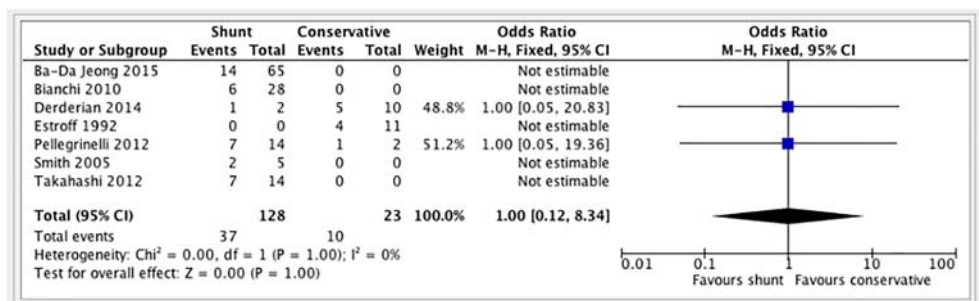 Shunt Conservative Odds Ratio Odds Ratio
Study or Subgroup Events Total Events Total Weight M-H, Fixed, 95% CI M-H, Fixed, 95% CI
Ba-Da Jeong 2015 14 65 0 0 Not estimable
Bianchi 2010 6 28 0 0 Not estimable
Derderian 2014 1 2 5 10 48.8% 1.00 [0.05, 20.83]
Estroff 1992 0 0 4 11 Not estimable
Pellegrinelli 2012 7 14 1 2 51.2% 1.00 [0.05, 19.36]
Smith 2005 2 5 0 0 Not estimable
Takahashi 2012 7 14 0 0 Not estimable
Total (95% CI) 128 23 100.0% 1.00 [0.12, 8.34]
Total events 37 10
Heterogeneity: Chi² = 0.00, df = 1 (P = 1.00); I² = 0%
Test for overall effect: Z = 0.00 (P = 1.00)
0.01 0.1 1 10 100
Favours shunt Favours conservative